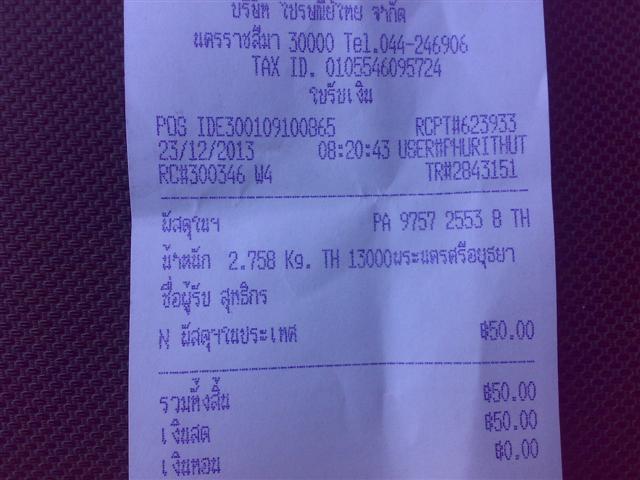 บริษัท ไปรษณีย์ไทย จำกัด
นครราชสีมา 30000 Tel.044-246906
TAX ID. 0105546095724
ใบรับเงิน
POS IDE300109100865 RCPT#623933
23/12/2013 08:20:43 USER#PHURITHUT
RC#300346 W4 TR#2843151
พัสดุในฯ PA 9757 2553 8 TH
น้ำหนัก 2.758 Kg. TH 13000พระนครศรีอยุธยา
ชื่อผู้รับ สุทธิกร
N พัสดุฯในประเทศ ฿50.00
รวมทั้งสิ้น ฿50.00
เงินสด ฿50.00
เงินทอน ฿0.00